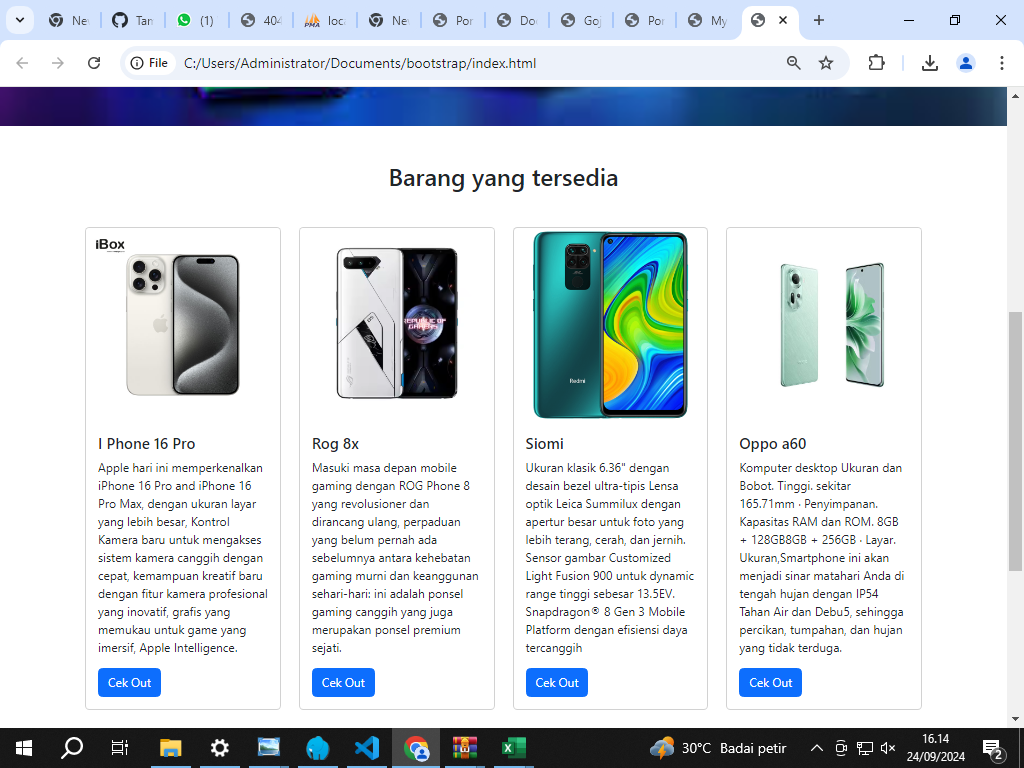 Nev
Tan
(1)
404
loca
Nev
Por
Doc
Goj
Por
My
File
C:/Users/Administrator/Documents/bootstrap/index.html
Barang yang tersedia
iBox
REPUBLIC OF
GAMERS
Redmi
I Phone 16 Pro
Apple hari ini memperkenalkan
iPhone 16 Pro and iPhone 16
Pro Max, dengan ukuran layar
yang lebih besar, Kontrol
Kamera baru untuk mengakses
sistem kamera canggih dengan
cepat, kemampuan kreatif baru
dengan fitur kamera profesional
yang inovatif, grafis yang
memukau untuk game yang
imersif, Apple Intelligence.
Cek Out
Rog 8x
Masuki masa depan mobile
gaming dengan ROG Phone 8
yang revolusioner dan
dirancang ulang, perpaduan
yang belum pernah ada
sebelumnya antara kehebatan
gaming murni dan keanggunan
sehari-hari: ini adalah ponsel
gaming canggih yang juga
merupakan ponsel premium
sejati.
Cek Out
Siomi
Ukuran klasik 6.36" dengan
desain bezel ultra-tipis Lensa
optik Leica Summilux dengan
apertur besar untuk foto yang
lebih terang, cerah, dan jernih.
Sensor gambar Customized
Light Fusion 900 untuk dynamic
range tinggi sebesar 13.5EV.
Snapdragon® 8 Gen 3 Mobile
Platform dengan efisiensi daya
tercanggih
Cek Out
Oppo a60
Komputer desktop Ukuran dan
Bobot. Tinggi. sekitar
165.71mm · Penyimpanan.
Kapasitas RAM dan ROM. 8GB
+ 128GB8GB + 256GB · Layar.
Ukuran,Smartphone ini akan
menjadi sinar matahari Anda di
tengah hujan dengan IP54
Tahan Air dan Debu5, sehingga
percikan, tumpahan, dan hujan
yang tidak terduga.
Cek Out
30°C Badai petir
16.14
24/09/2024
2